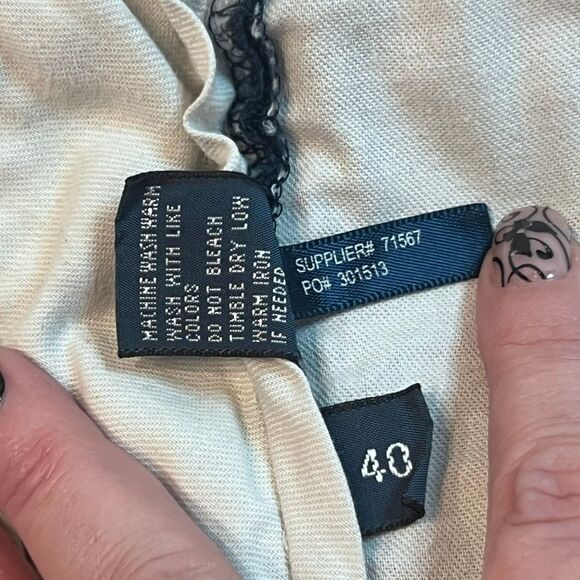 MACHINE WASH WARM
WASH WITH LIKE
COLORS
DO NOT BLEACH
TUMBLE DRY LOW
WARM IRON
IF NEEDED
SUPPLIER# 71567
PO# 301513
40